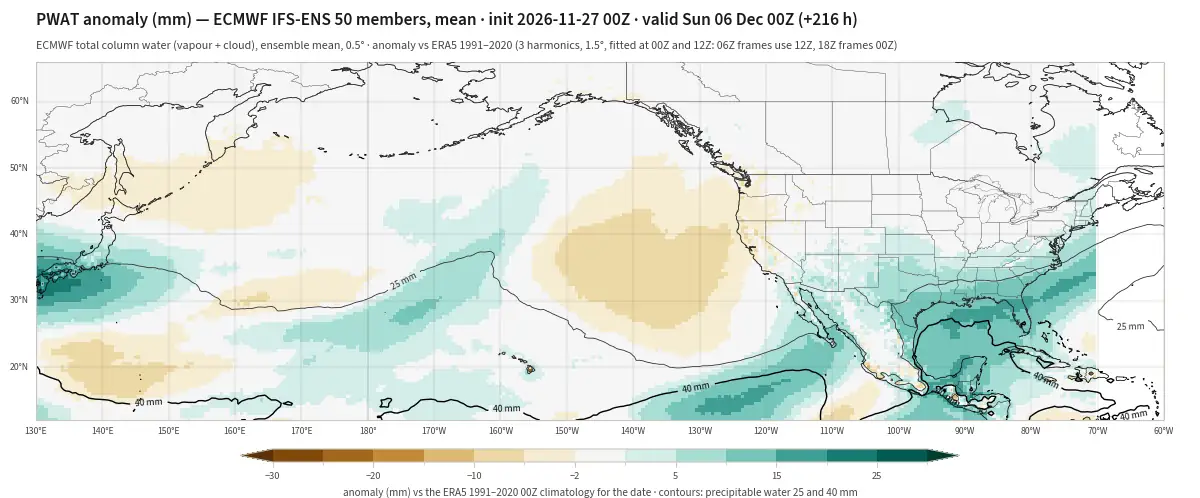 PWAT anomaly (mm) — ECMWF IFS-ENS 50 members, mean · init 2026-11-27 00Z · valid Sun 06 Dec 00Z (+216 h)
ECMWF total column water (vapour + cloud), ensemble mean, 0.5° · anomaly vs ERA5 1991–2020 (3 harmonics, 1.5°, fitted at 00Z and 12Z: 06Z frames use 12Z, 18Z frames 00Z)
60°N
50°N
40°N
30°N
20°N
25 mm
25 mm
40 mm
40 mm
40 mm
40 mm
40 mm
130°E 140°E 150°E 160°E 170°E 180° 170°W 160°W 150°W 140°W 130°W 120°W 110°W 100°W 90°W 80°W 70°W 60°W
−30 −20 −10 −2 5 15 25
anomaly (mm) vs the ERA5 1991–2020 00Z climatology for the date · contours: precipitable water 25 and 40 mm